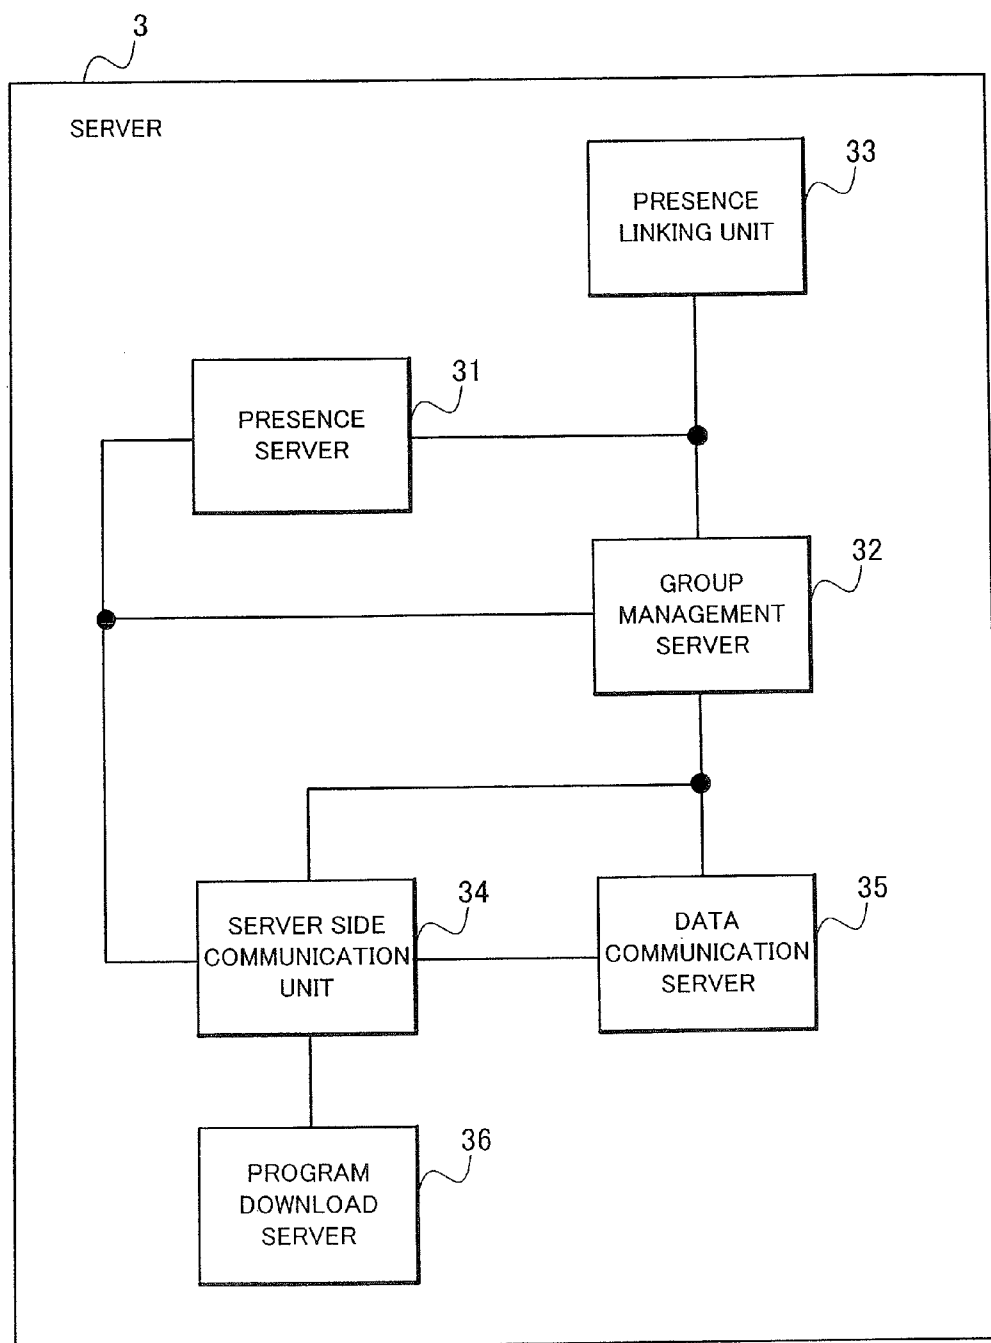 3
SERVER
33
PRESENCE
LINKING UNIT
31
PRESENCE
SERVER
32
GROUP
MANAGEMENT
SERVER
34
SERVER SIDE
COMMUNICATION
UNIT
35
DATA
COMMUNICATION
SERVER
36
PROGRAM
DOWNLOAD
SERVER